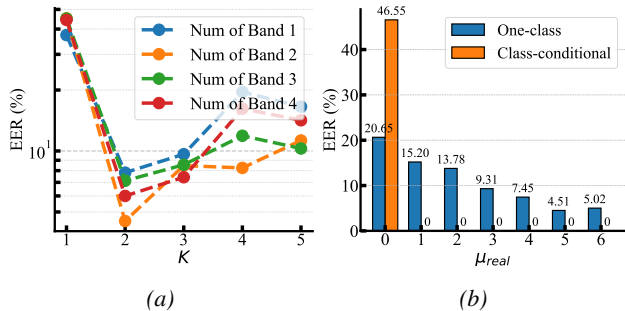 EER (%)
10¹
Num of Band 1
Num of Band 2
Num of Band 3
Num of Band 4
1 2 3 4 5
K
(a)
EER (%)
40
30
20
10
0
One-class
Class-conditional
46.55
20.65
15.20 0
13.78 0
9.31 0
7.45 0
4.51 0
5.02 0
0 1 2 3 4 5 6
μreal
(b)